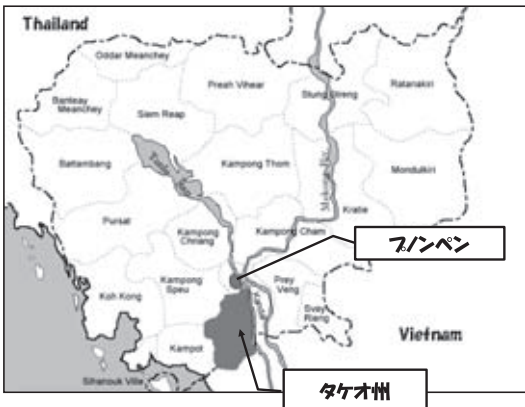 Thailand
Oddar Meanchey
Preah Vihear
Stung Streng
Ratanakiri
Banteay
Meanchey
Siem Reap
Battambang
Kampong Thom
Mondulkiri
Pursat
Kratie
Kampong
Chnang
Kampong Cham
プノンペン
Koh Kong
Kampong
Speu
Prey
Veng
Svay
Rieng
Vietnam
Kampot
Sihanouk Ville
タケオ州